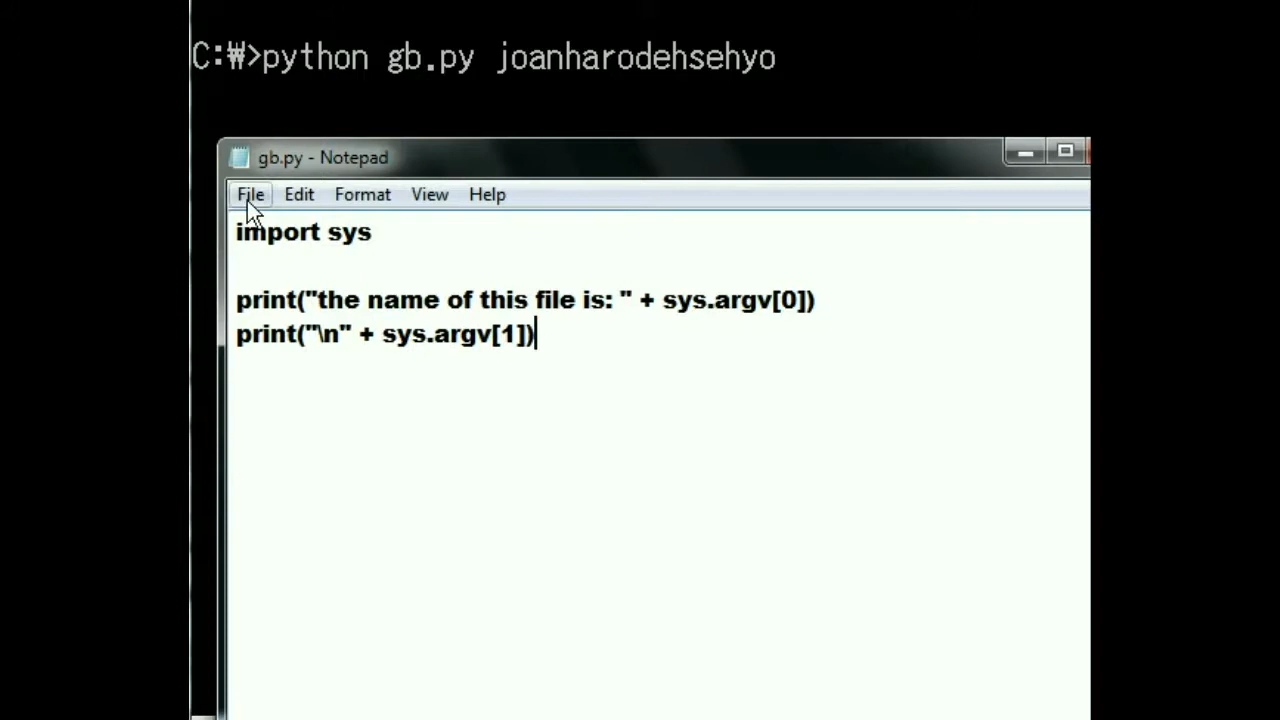 C:₩>python gb.py joanharodehsehyo
gb.py - Notepad
File Edit Format View Help
import sys
print("the name of this file is: " + sys.argv[0])
print("\n" + sys.argv[1])